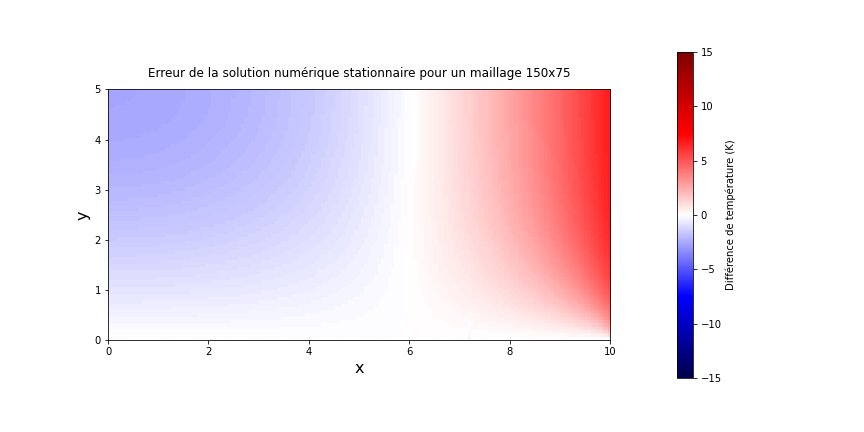 Erreur de la solution numérique stationnaire pour un maillage 150x75
5
4
3
2
1
0
y
0 2 4 6 8 10
x
15
10
5
0
−5
−10
−15
Différence de température (K)